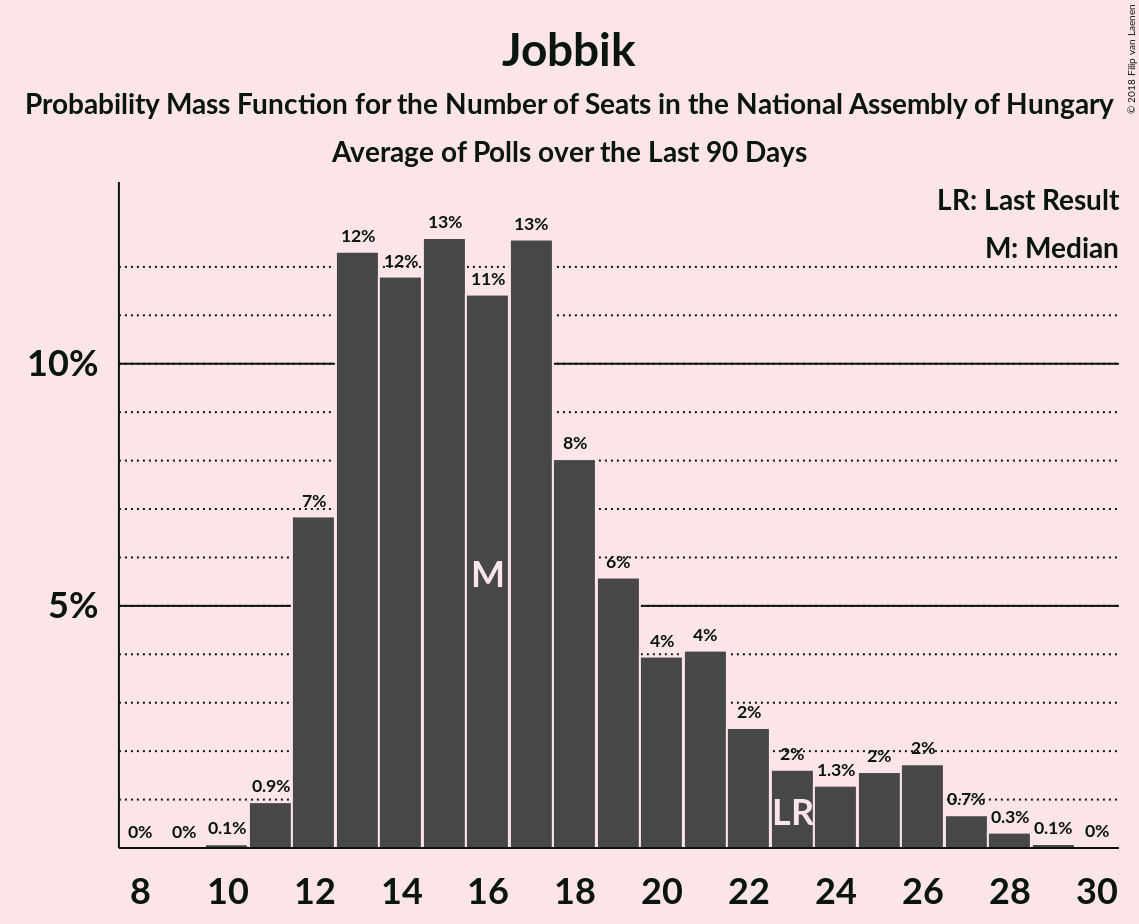 Jobbik
Probability Mass Function for the Number of Seats in the National Assembly of Hungary
Average of Polls over the Last 90 Days
© 2018 Filip van Laenen
LR: Last Result
M: Median
10%
5%
0%
0%
0.1%
0.9%
7%
12%
12%
13%
11%
13%
8%
6%
4%
4%
2%
2%
1.3%
2%
2%
0.7%
0.3%
0.1%
0%
M
LR
8 10 12 14 16 18 20 22 24 26 28 30